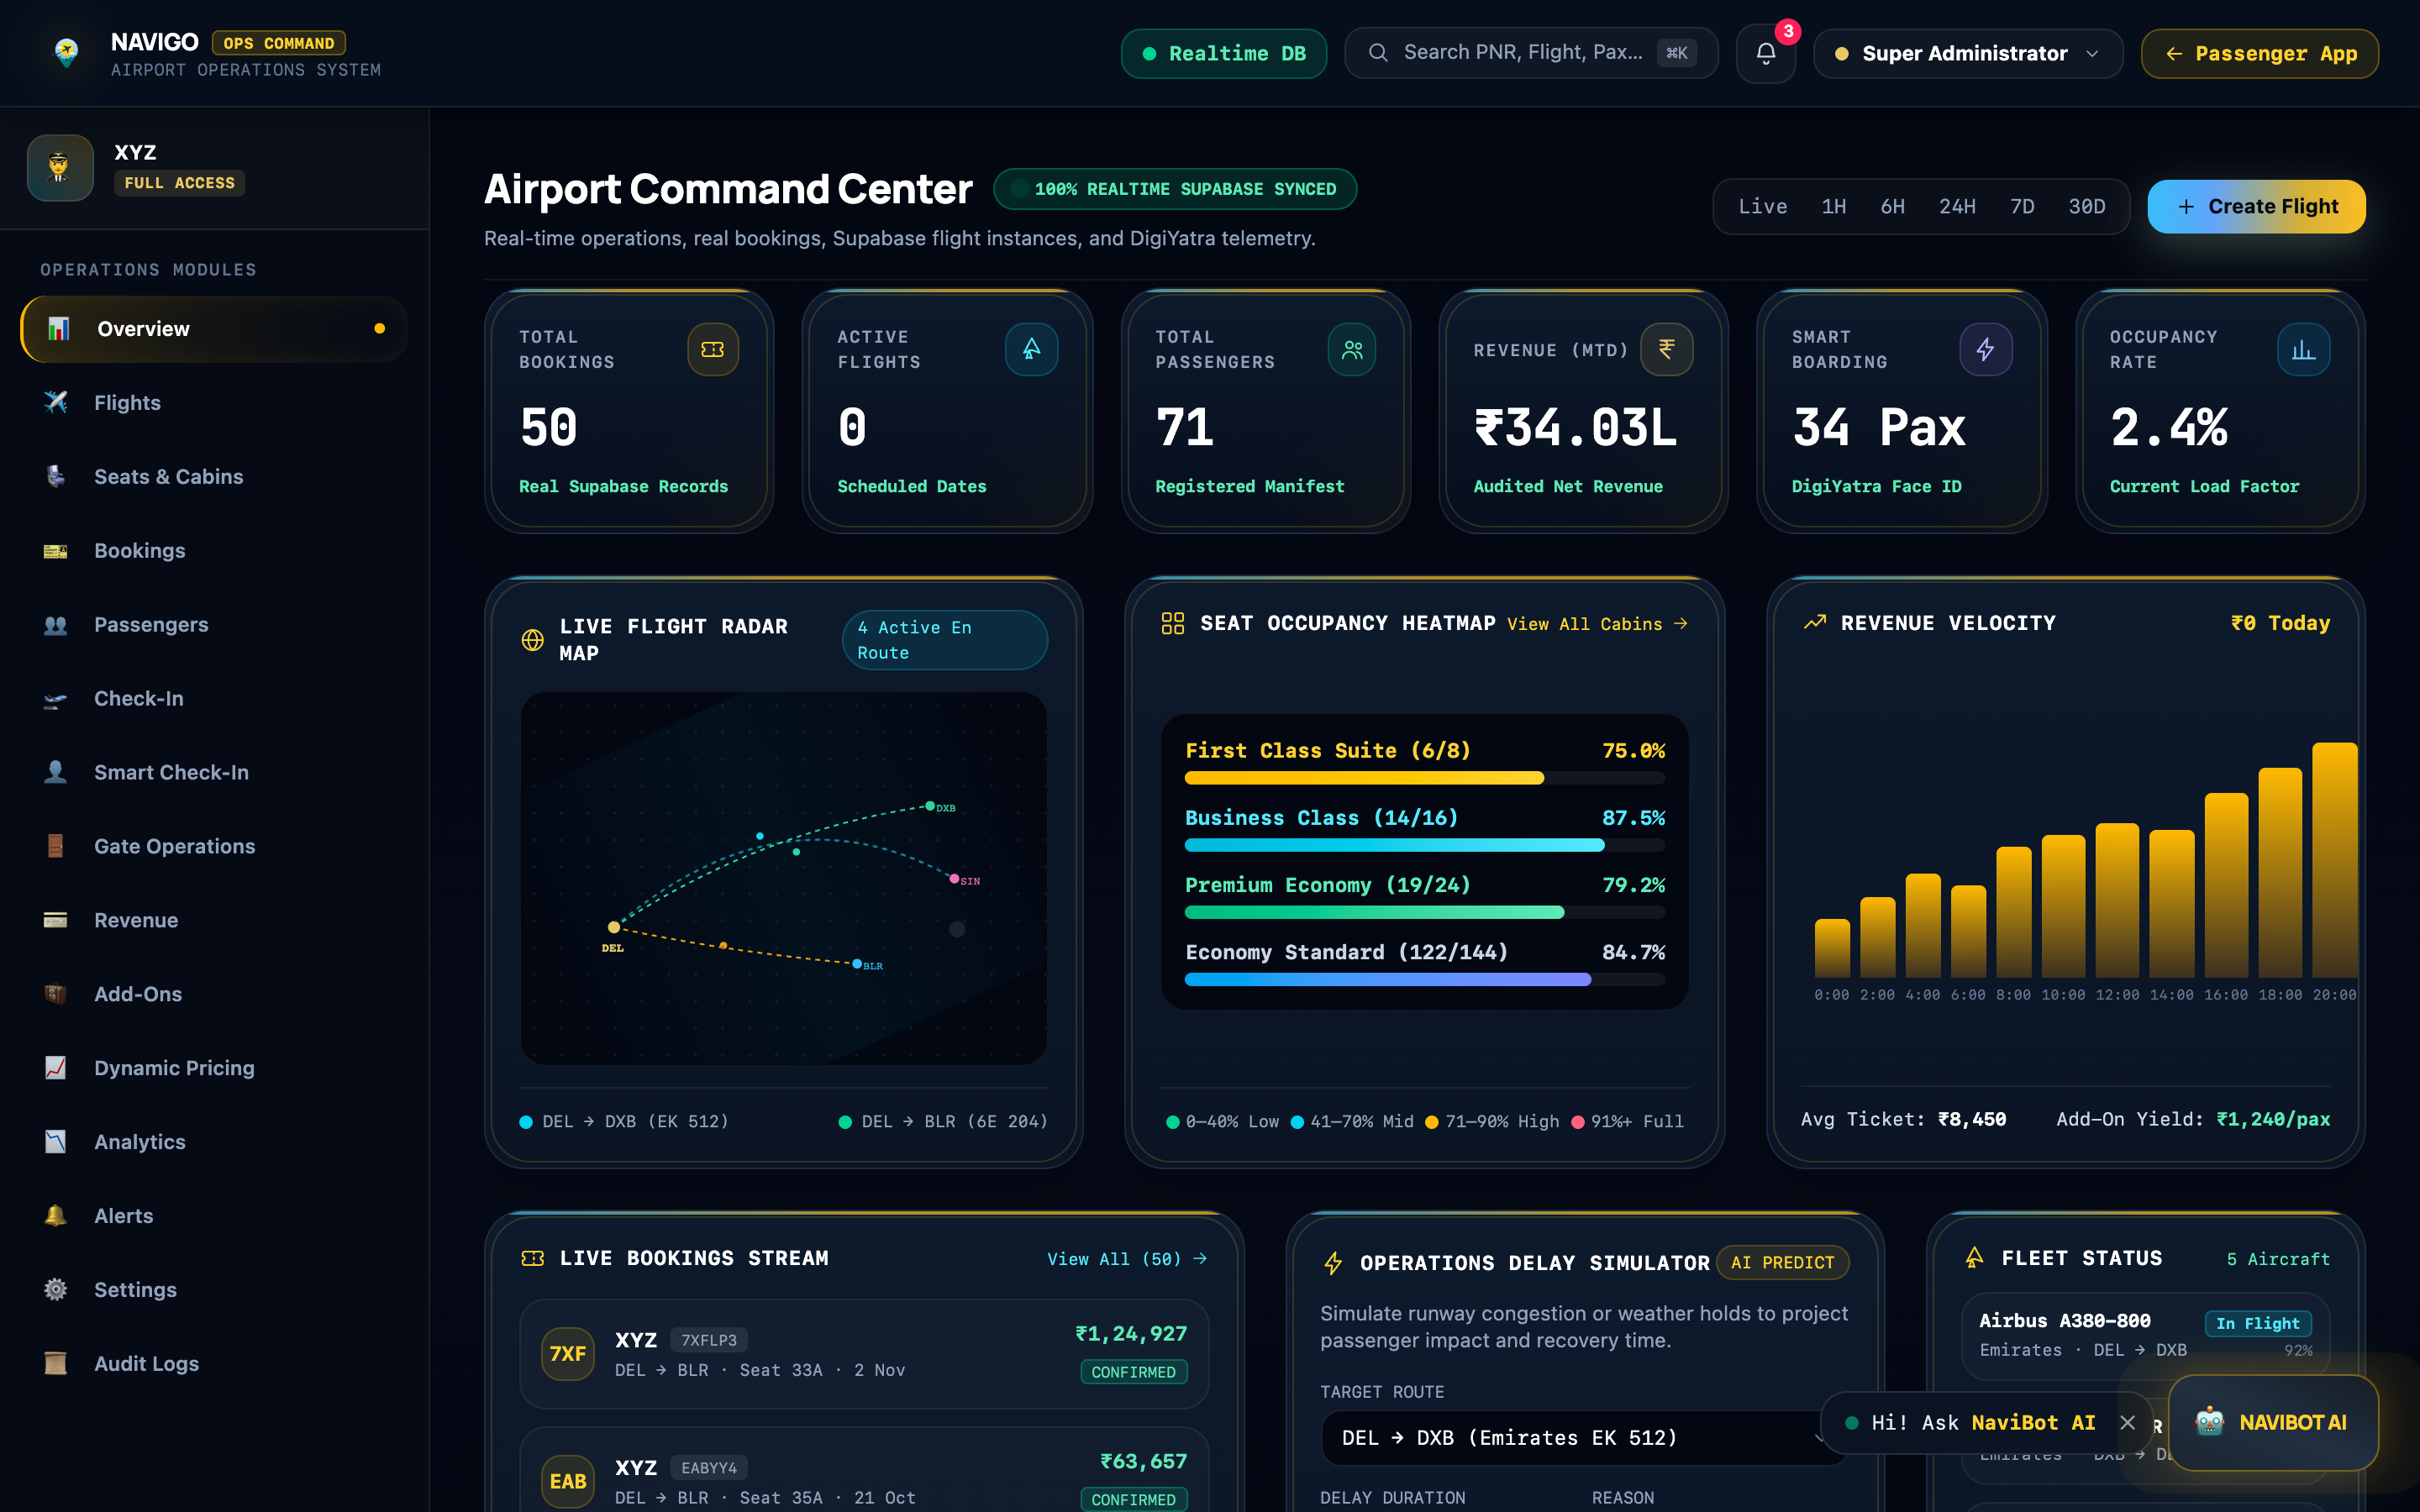 NAVIGO OPS COMMAND
AIRPORT OPERATIONS SYSTEM
Realtime DB
Search PNR, Flight, Pax... ⌘K
3
Super Administrator
← Passenger App
XYZ
FULL ACCESS
OPERATIONS MODULES
Overview
Flights
Seats & Cabins
Bookings
Passengers
Check-In
Smart Check-In
Gate Operations
Revenue
Add-Ons
Dynamic Pricing
Analytics
Alerts
Settings
Audit Logs
Airport Command Center 100% REALTIME SUPABASE SYNCED
Real-time operations, real bookings, Supabase flight instances, and DigiYatra telemetry.
Live 1H 6H 24H 7D 30D
+ Create Flight
TOTAL
BOOKINGS
50
Real Supabase Records
ACTIVE
FLIGHTS
0
Scheduled Dates
TOTAL
PASSENGERS
71
Registered Manifest
REVENUE (MTD) ₹
₹34.03L
Audited Net Revenue
SMART
BOARDING
34 Pax
DigiYatra Face ID
OCCUPANCY
RATE
2.4%
Current Load Factor
LIVE FLIGHT RADAR
MAP
4 Active En
Route
DXB
SIN
DEL
BLR
DEL → DXB (EK 512) DEL → BLR (6E 204)
SEAT OCCUPANCY HEATMAP View All Cabins →
First Class Suite (6/8) 75.0%
Business Class (14/16) 87.5%
Premium Economy (19/24) 79.2%
Economy Standard (122/144) 84.7%
0–40% Low 41–70% Mid 71–90% High 91%+ Full
REVENUE VELOCITY ₹0 Today
0:00 2:00 4:00 6:00 8:00 10:00 12:00 14:00 16:00 18:00 20:00
Avg Ticket: ₹8,450 Add-On Yield: ₹1,240/pax
LIVE BOOKINGS STREAM View All (50) →
7XF XYZ 7XFLP3 ₹1,24,927
DEL → BLR · Seat 33A · 2 Nov CONFIRMED
EAB XYZ EABYY4 ₹63,657
DEL → BLR · Seat 35A · 21 Oct CONFIRMED
OPERATIONS DELAY SIMULATOR AI PREDICT
Simulate runway congestion or weather holds to project
passenger impact and recovery time.
TARGET ROUTE
DEL → DXB (Emirates EK 512)
DELAY DURATION REASON
FLEET STATUS 5 Aircraft
Airbus A380-800 In Flight
Emirates · DEL → DXB 92%
Hi! Ask NaviBot AI ×
NAVIBOT AI
Emirates DXB →